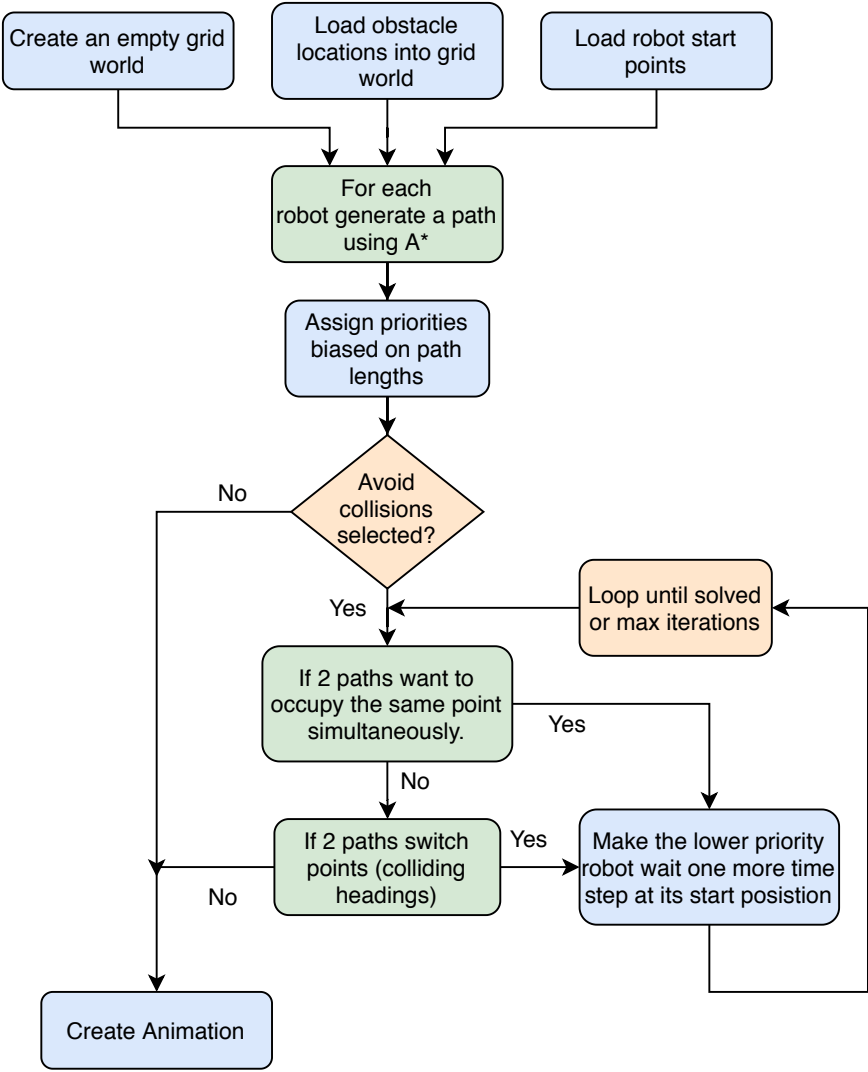 Create an empty grid
world
Load obstacle
locations into grid
world
Load robot start
points
For each
robot generate a path
using A*
Assign priorities
biased on path
lengths
Avoid
collisions
selected?
No
Yes
Loop until solved
or max iterations
If 2 paths want to
occupy the same point
simultaneously.
Yes
No
If 2 paths switch
points (colliding
headings)
Yes
No
Make the lower priority
robot wait one more time
step at its start posistion
Create Animation